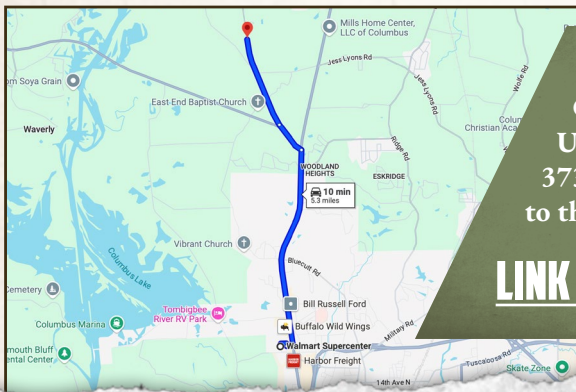 Mills Home Center,
LLC of Columbus
Jess Lyons Rd
Jess Lyons Rd
Wolfe Rd
om Soya Grain
East End Baptist Church
Waverly
Christian Aca
Ridge Rd
WOODLAND
HEIGHTS
ESKRIDGE
10 min
5.3 miles
373
to th
LINK
Vibrant Church
Bluecutt Rd
Columbus Lake
Cemetery
Bill Russell Ford
Tombigbee
River RV Park
Columbus Marina
Buffalo Wild Wings
Military Rd
Walmart Supercenter
mouth Bluff
ental Center
Harbor Freight
Tuscaloosa Rd
Skate Zone
14th Ave N